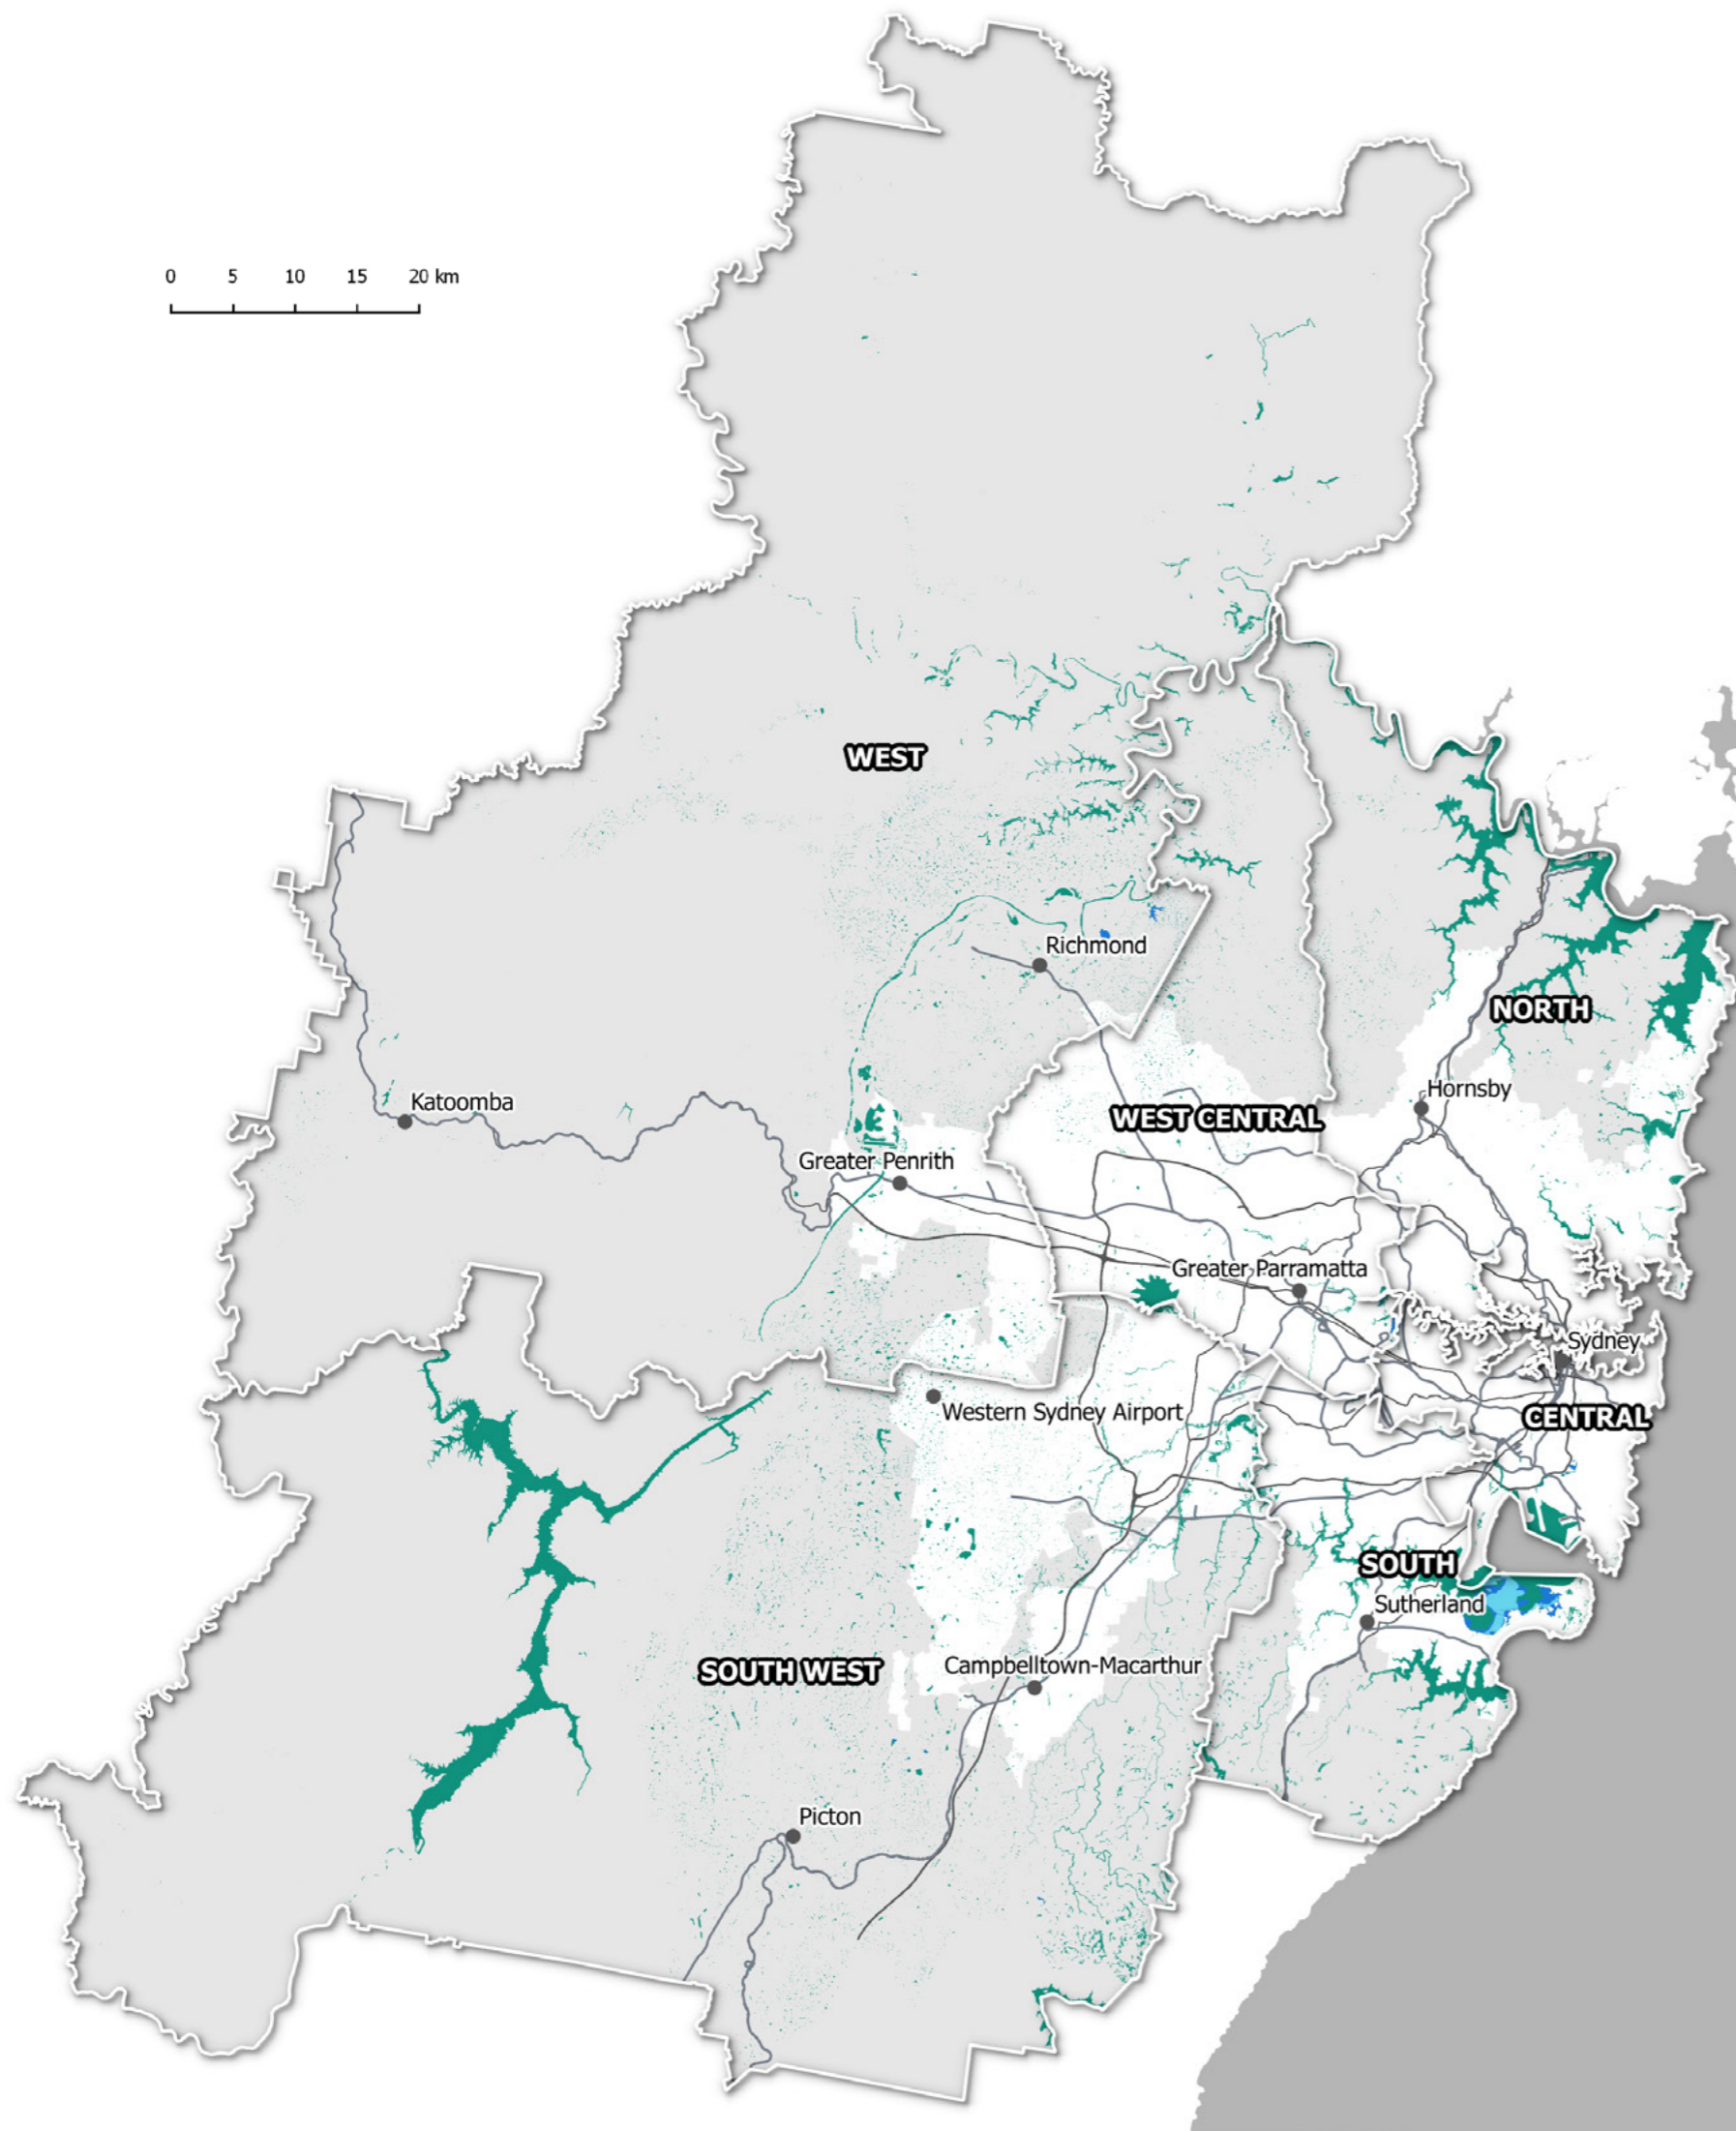 0 5 10 15 20 km
WEST
Richmond
NORTH
Hornsby
Katoomba
WEST CENTRAL
Greater Penrith
Greater Parramatta
Sydney
Western Sydney Airport
CENTRAL
SOUTH
Sutherland
Campbelltown-Macarthur
SOUTH WEST
Picton